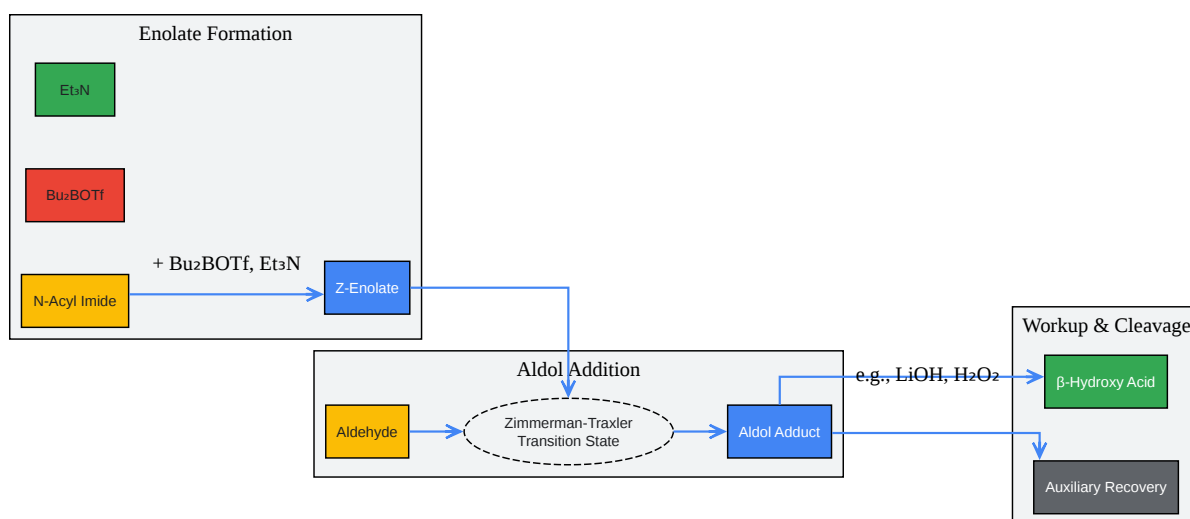 Enolate Formation
Et₃N
Bu₂BOTf
+ Bu₂BOTf, Et₃N
N-Acyl Imide
Z-Enolate
Aldol Addition
Aldehyde
Zimmerman-Traxler
Transition State
Aldol Adduct
e.g., LiOH, H₂O₂
Workup & Cleavage
β-Hydroxy Acid
Auxiliary Recovery